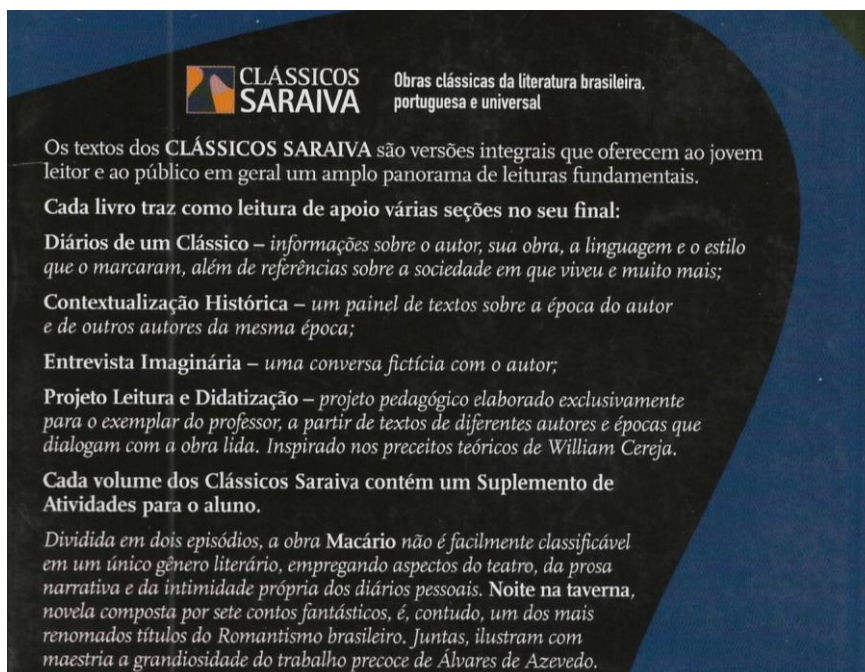 CLÁSSICOS
SARAIVA
Obras clássicas da literatura brasileira,
portuguesa e universal
Os textos dos CLÁSSICOS SARAIVA são versões integrais que oferecem ao jovem
leitor e ao público em geral um amplo panorama de leituras fundamentais.
Cada livro traz como leitura de apoio várias seções no seu final:
Diários de um Clássico – informações sobre o autor, sua obra, a linguagem e o estilo
que o marcaram, além de referências sobre a sociedade em que viveu e muito mais;
Contextualização Histórica – um painel de textos sobre a época do autor
e de outros autores da mesma época;
Entrevista Imaginária – uma conversa fictícia com o autor;
Projeto Leitura e Didatização – projeto pedagógico elaborado exclusivamente
para o exemplar do professor, a partir de textos de diferentes autores e épocas que
dialogam com a obra lida. Inspirado nos preceitos teóricos de William Cereja.
Cada volume dos Clássicos Saraiva contém um Suplemento de
Atividades para o aluno.
Dividida em dois episódios, a obra Macário não é facilmente classificável
em um único gênero literário, empregando aspectos do teatro, da prosa
narrativa e da intimidade própria dos diários pessoais. Noite na taverna,
novela composta por sete contos fantásticos, é, contudo, um dos mais
renomados títulos do Romantismo brasileiro. Juntas, ilustram com
maestria a grandiosidade do trabalho precoce de Álvares de Azevedo.